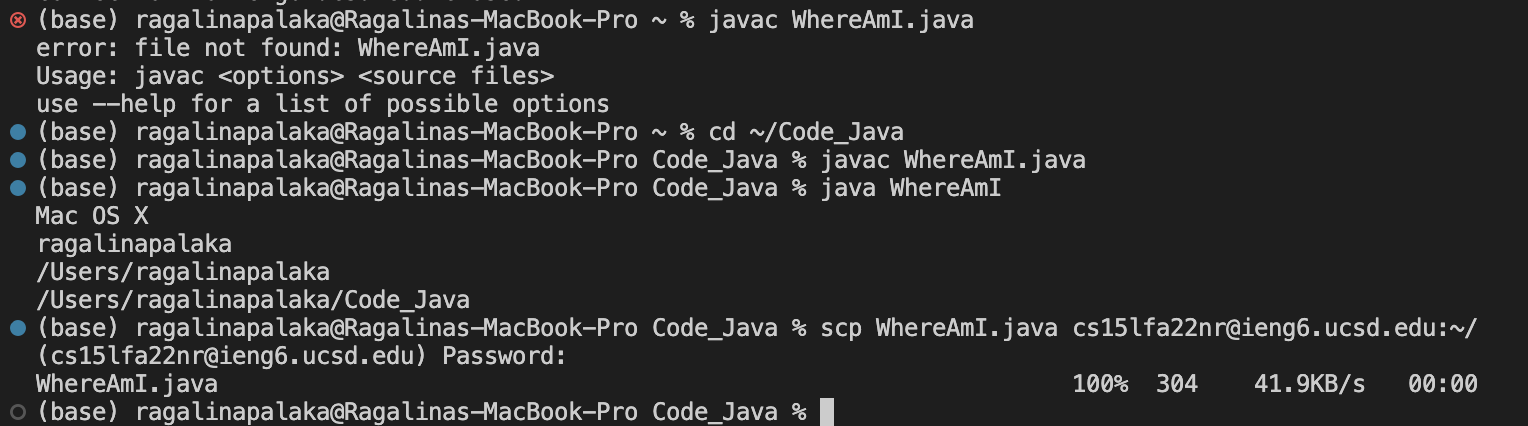 (base) ragalinapalaka@Ragalinas-MacBook-Pro ~ % javac WhereAmI.java
error: file not found: WhereAmI.java
Usage: javac <options> <source files>
use --help for a list of possible options
(base) ragalinapalaka@Ragalinas-MacBook-Pro ~ % cd ~/Code_Java
(base) ragalinapalaka@Ragalinas-MacBook-Pro Code_Java % javac WhereAmI.java
(base) ragalinapalaka@Ragalinas-MacBook-Pro Code_Java % java WhereAmI
Mac OS X
ragalinapalaka
/Users/ragalinapalaka
/Users/ragalinapalaka/Code_Java
(base) ragalinapalaka@Ragalinas-MacBook-Pro Code_Java % scp WhereAmI.java cs15lfa22nr@ieng6.ucsd.edu:~/
(cs15lfa22nr@ieng6.ucsd.edu) Password:
WhereAmI.java 100% 304 41.9KB/s 00:00
(base) ragalinapalaka@Ragalinas-MacBook-Pro Code_Java %